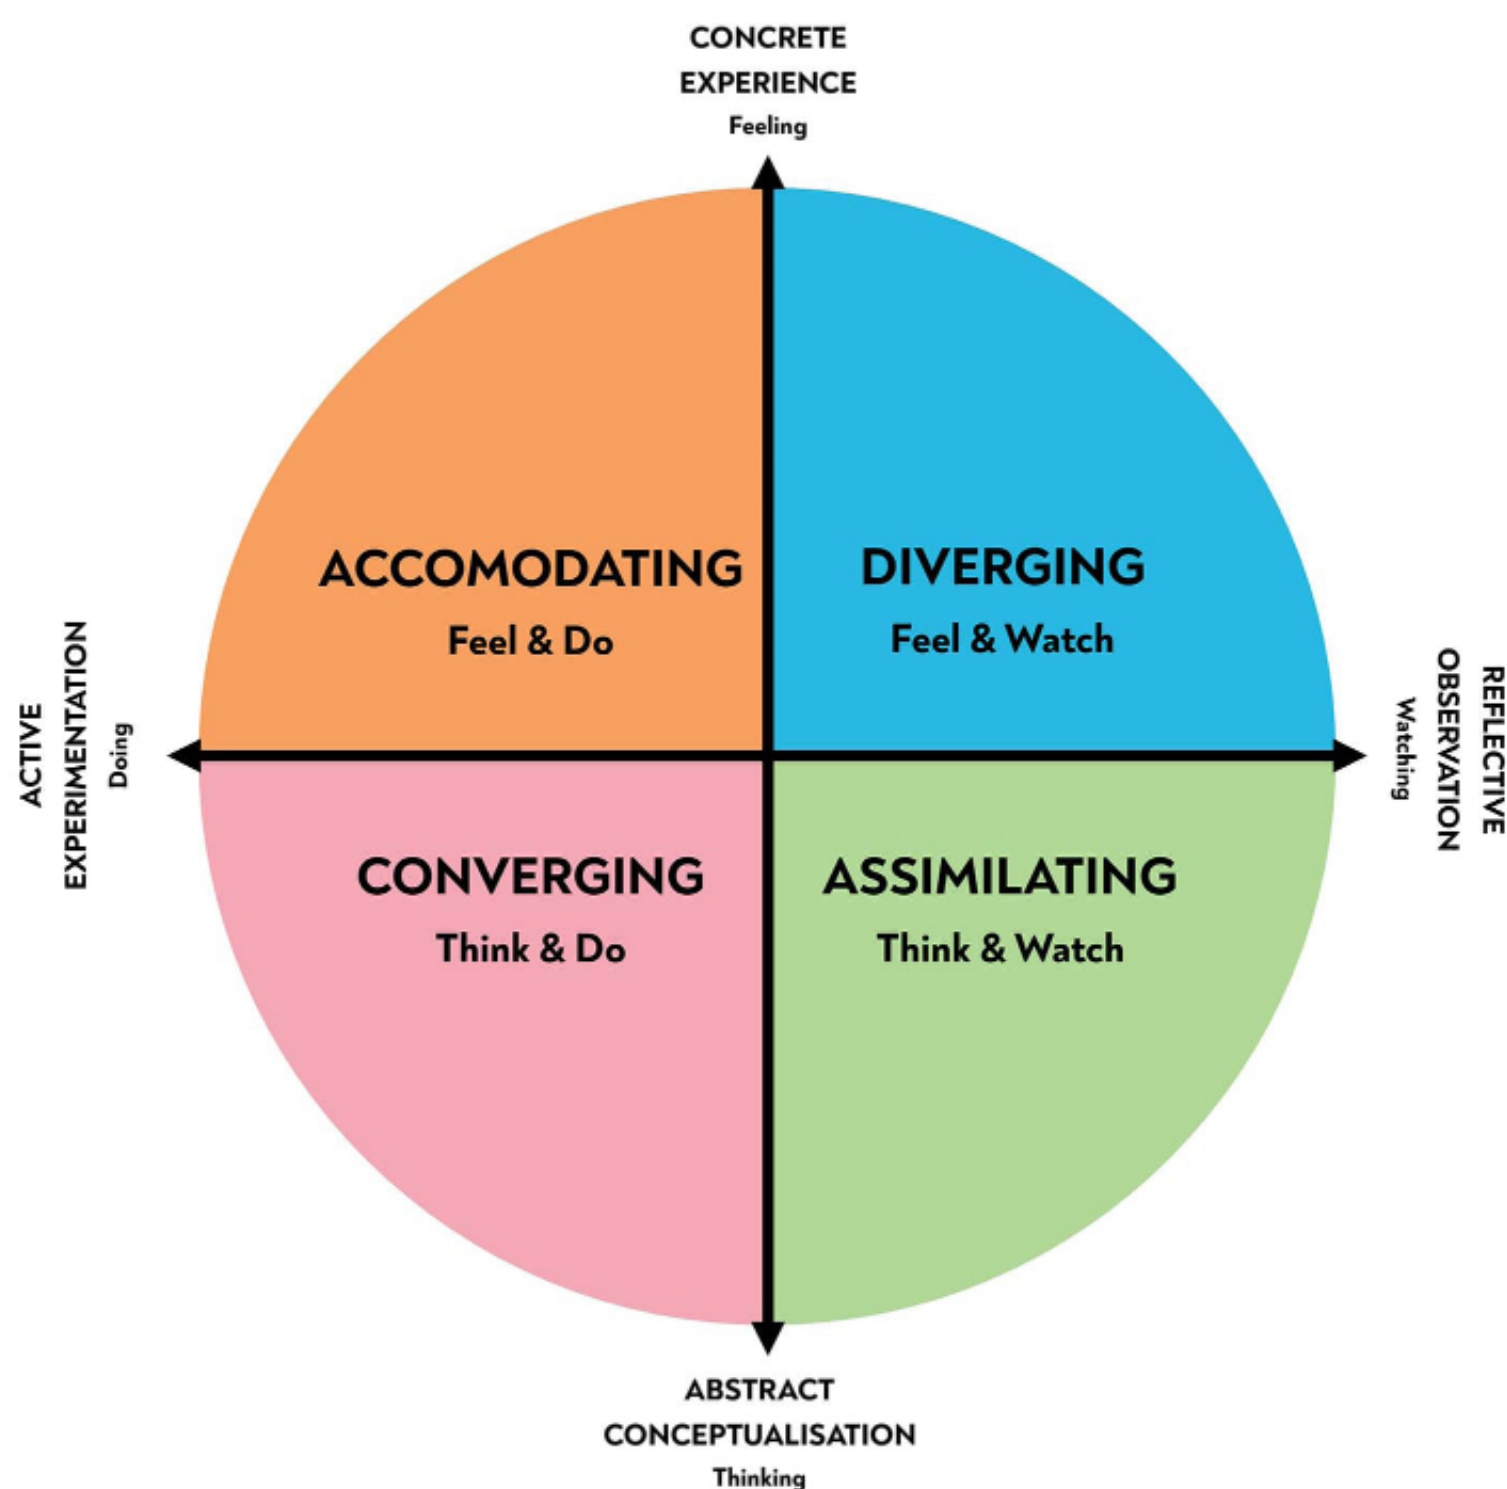 CONCRETE
EXPERIENCE
Feeling
ACCOMODATING
Feel & Do
DIVERGING
Feel & Watch
ACTIVE
EXPERIMENTATION
Doing
REFLECTIVE
OBSERVATION
Watching
CONVERGING
Think & Do
ASSIMILATING
Think & Watch
ABSTRACT
CONCEPTUALISATION
Thinking